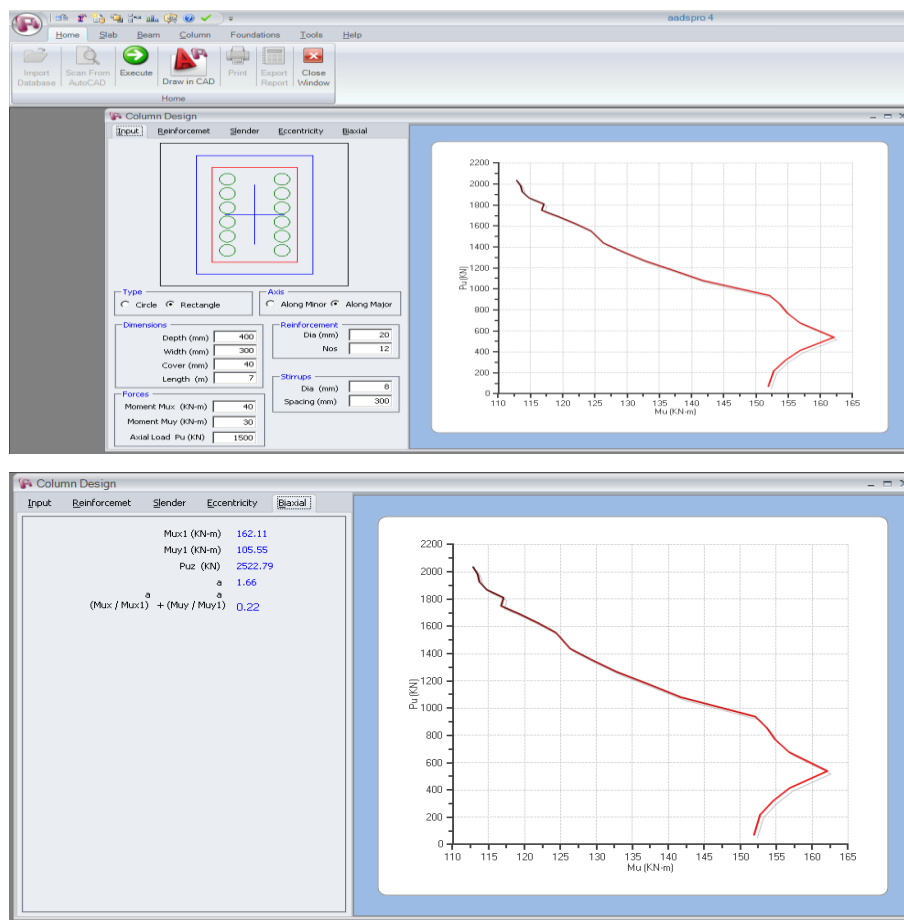 aadspro 4
Home Slab Beam Column Foundations Tools Help
Import Database
Scan From AutoCAD
Execute
Draw in CAD
Print
Export Report
Close Window
Home
Column Design
Input Reinforcemet Slender Eccentricity Biaxial
Type
Circle Rectangle
Axis
Along Minor Along Major
Dimensions
Depth (mm) 400
Width (mm) 300
Cover (mm) 40
Length (m) 7
Reinforcement
Dia (mm) 20
Nos 12
Stirrups
Dia (mm) 8
Spacing (mm) 300
Forces
Moment Mux (KN-m) 40
Moment Muy (KN-m) 30
Axial Load Pu (KN) 1500
2200
2000
1800
1600
1400
1200
1000
800
600
400
200
0
Pu(KN)
110 115 120 125 130 135 140 145 150 155 160 165
Mu (KN-m)
Column Design
Input Reinforcemet Slender Eccentricity Biaxial
Mux1 (KN-m) 162.11
Muy1 (KN-m) 105.55
Puz (KN) 2522.79
a 1.66
a a
(Mux / Mux1) + (Muy / Muy1) 0.22
2200
2000
1800
1600
1400
1200
1000
800
600
400
200
0
Pu(KN)
110 115 120 125 130 135 140 145 150 155 160 165
Mu (KN-m)